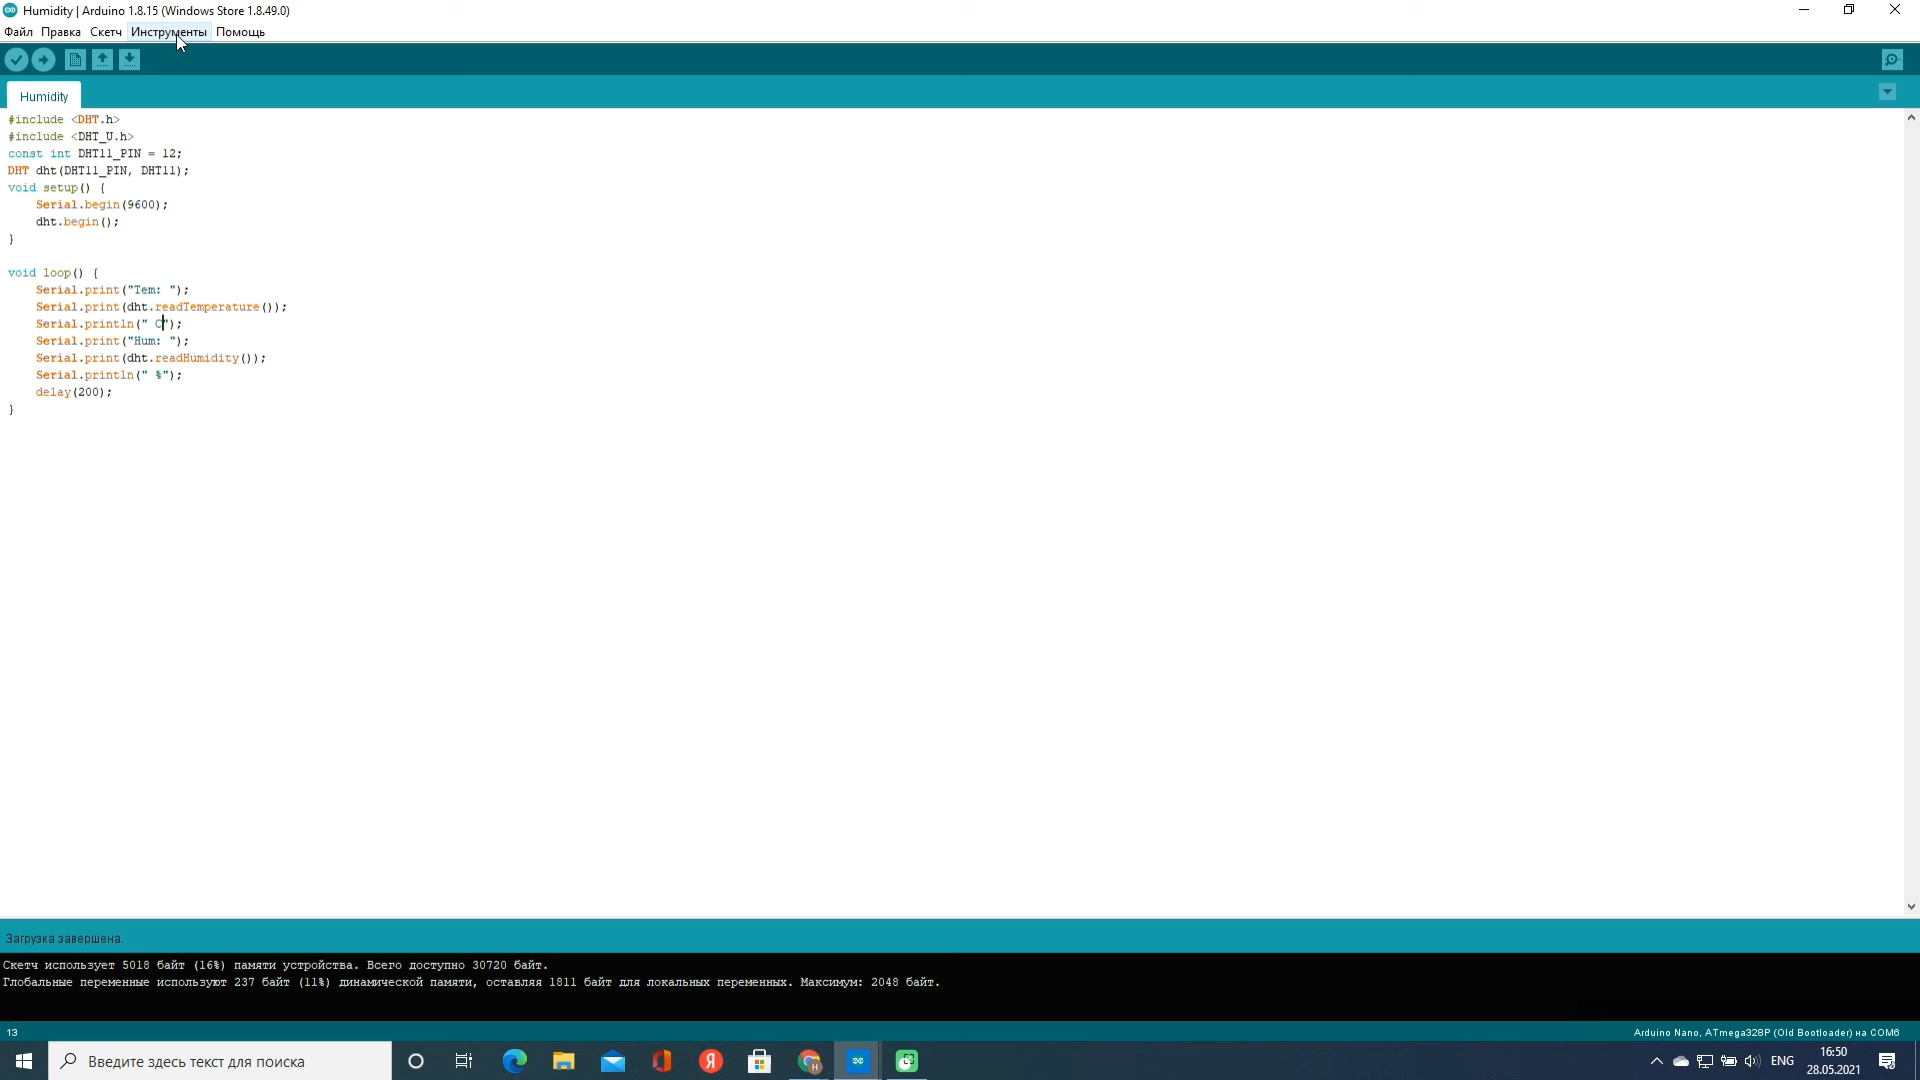 Humidity | Arduino 1.8.15 (Windows Store 1.8.49.0)
Файл Правка Скетч Инструменты Помощь
Humidity
#include <DHT.h>
#include <DHT_U.h>
const int DHT11_PIN = 12;
DHT dht(DHT11_PIN, DHT11);
void setup() {
Serial.begin(9600);
dht.begin();
}
void loop() {
Serial.print("Tem: ");
Serial.print(dht.readTemperature());
Serial.println(" C");
Serial.print("Hum: ");
Serial.print(dht.readHumidity());
Serial.println(" %");
delay(200);
}
Загрузка завершена.
Скетч использует 5018 байт (16%) памяти устройства. Всего доступно 30720 байт.
Глобальные переменные используют 237 байт (11%) динамической памяти, оставляя 1811 байт для локальных переменных. Максимум: 2048 байт.
13 Arduino Nano, ATmega328P (Old Bootloader) на COM6
Введите здесь текст для поиска
Я
H
ENG
16:50
28.05.2021